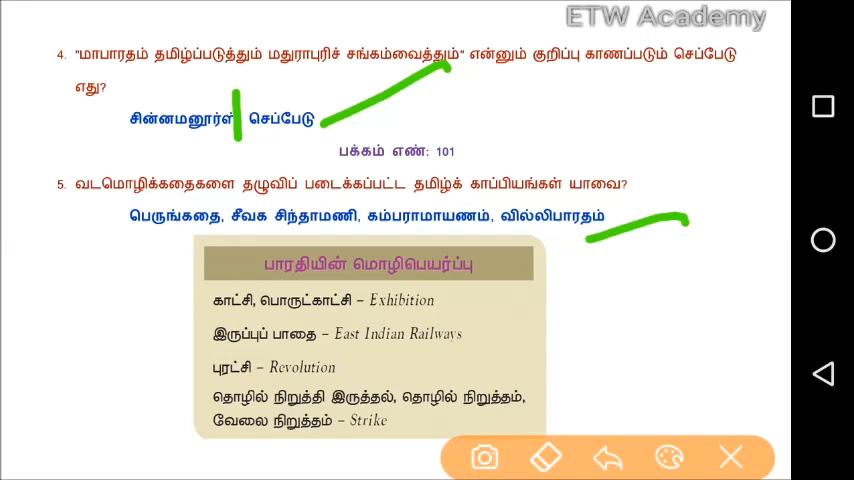 ETW Academy
4. "மாபாரதம் தமிழ்ப்படுத்தும் மதுராபுரிச் சங்கம்வைத்தும்" என்னும் குறிப்பு காணப்படும் செப்பேடு
எது?
சின்னமனூர்ஸ் செப்பேடு
பக்கம் எண்: 101
5. வடமொழிக்கதைகளை தழுவிப் படைக்கப்பட்ட தமிழ்க் காப்பியங்கள் யாவை?
பெருங்கதை, சீவக சிந்தாமணி, கம்பராமாயணம், வில்லிபாரதம்
பாரதியின் மொழிபெயர்ப்பு
காட்சி, பொருட்காட்சி – Exhibition
இருப்புப் பாதை – East Indian Railways
புரட்சி – Revolution
தொழில் நிறுத்தி இருத்தல், தொழில் நிறுத்தம்,
வேலை நிறுத்தம் – Strike